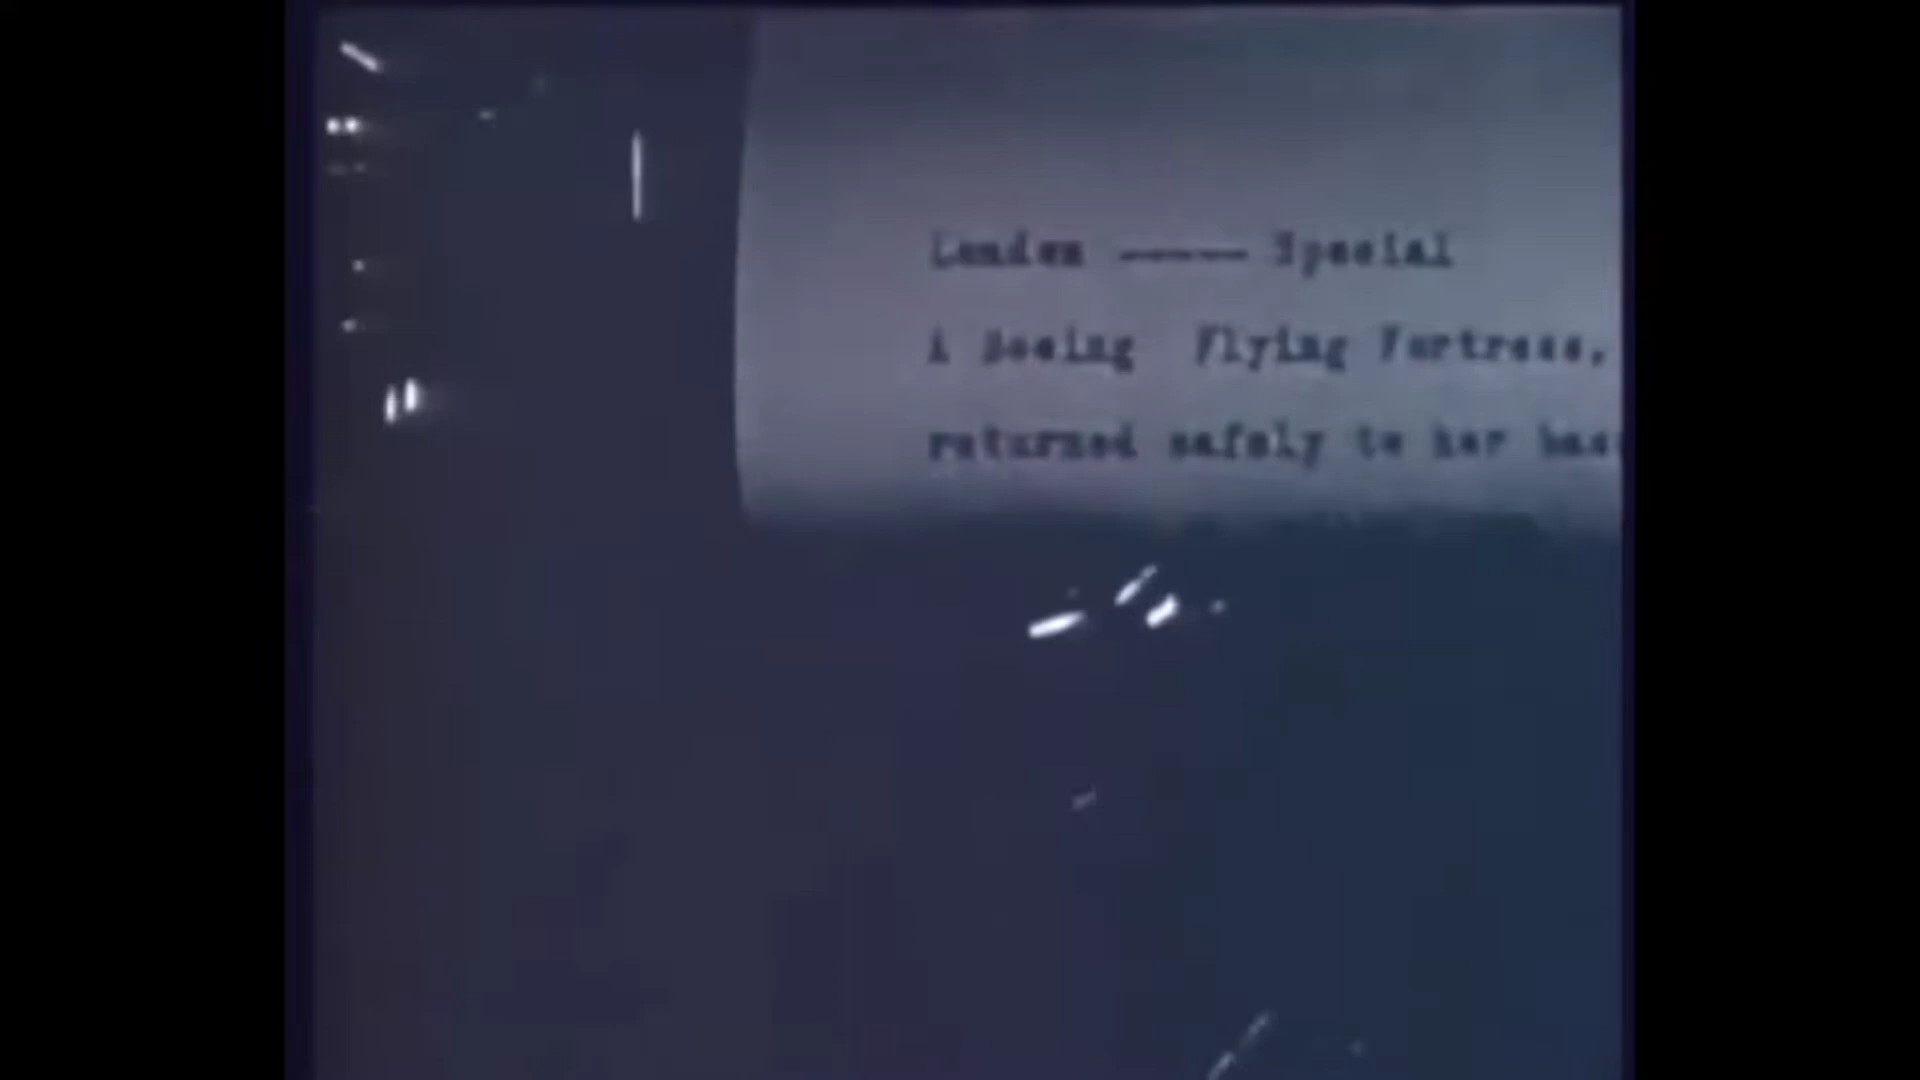 London ----- Special
A Boeing Flying Fortress,
returned safely to her